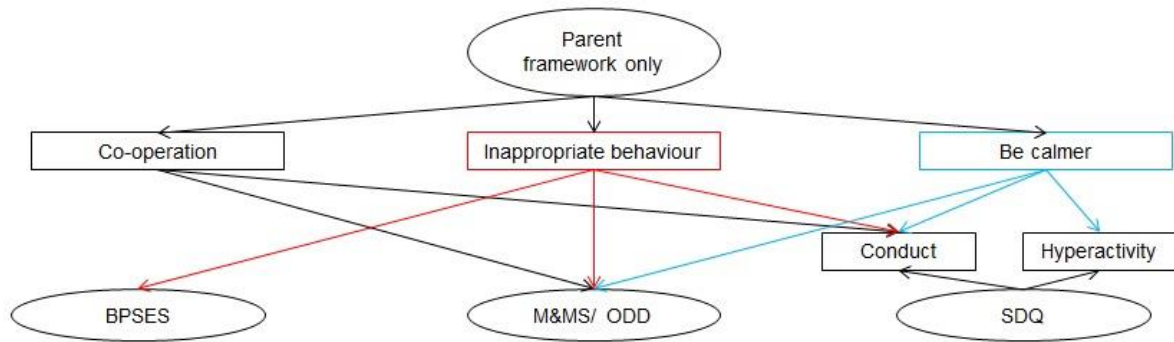 Parent
framework only
Co-operation
Inappropriate behaviour
Be calmer
Conduct
Hyperactivity
BPSES
M&MS/ ODD
SDQ